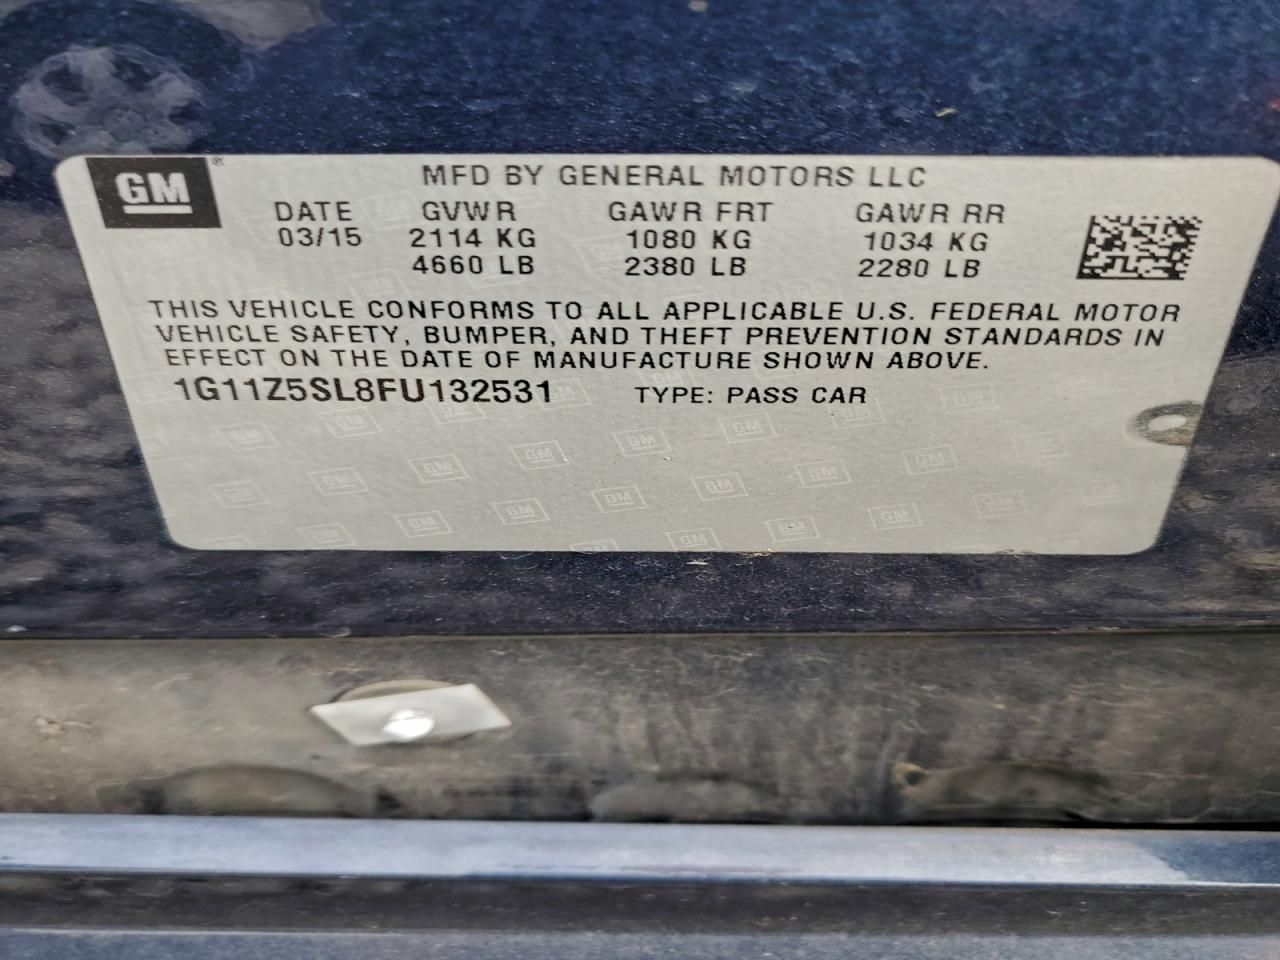 GM®
MFD BY GENERAL MOTORS LLC
DATE GVWR GAWR FRT GAWR RR
03/15 2114 KG 1080 KG 1034 KG
4660 LB 2380 LB 2280 LB
THIS VEHICLE CONFORMS TO ALL APPLICABLE U.S. FEDERAL MOTOR
VEHICLE SAFETY, BUMPER, AND THEFT PREVENTION STANDARDS IN
EFFECT ON THE DATE OF MANUFACTURE SHOWN ABOVE.
1G11Z5SL8FU132531 TYPE: PASS CAR